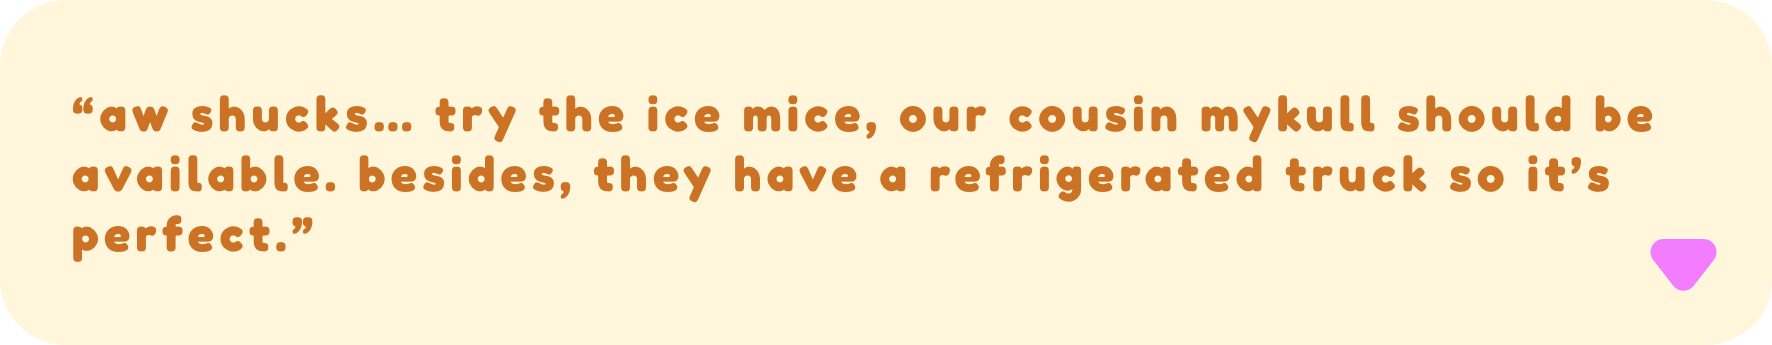 “aw shucks... try the ice mice, our cousin mykull should be
available. besides, they have a refrigerated truck so it’s
perfect.”